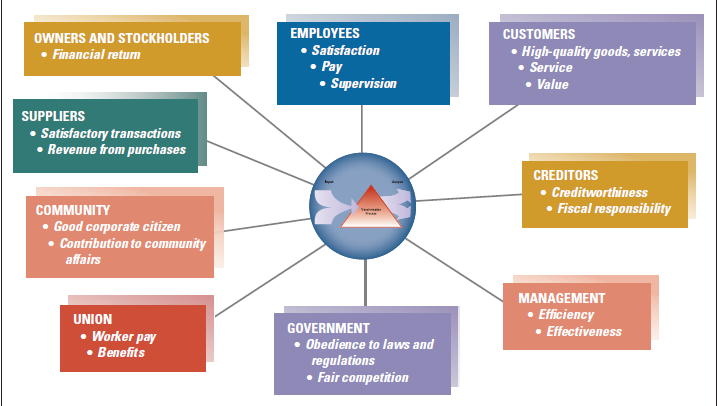 OWNERS AND STOCKHOLDERS
• Financial return
EMPLOYEES
• Satisfaction
• Pay
• Supervision
CUSTOMERS
• High-quality goods, services
• Service
• Value
SUPPLIERS
• Satisfactory transactions
• Revenue from purchases
CREDITORS
• Creditworthiness
• Fiscal responsibility
COMMUNITY
• Good corporate citizen
• Contribution to community
affairs
MANAGEMENT
• Efficiency
• Effectiveness
UNION
• Worker pay
• Benefits
GOVERNMENT
• Obedience to laws and
regulations
• Fair competition